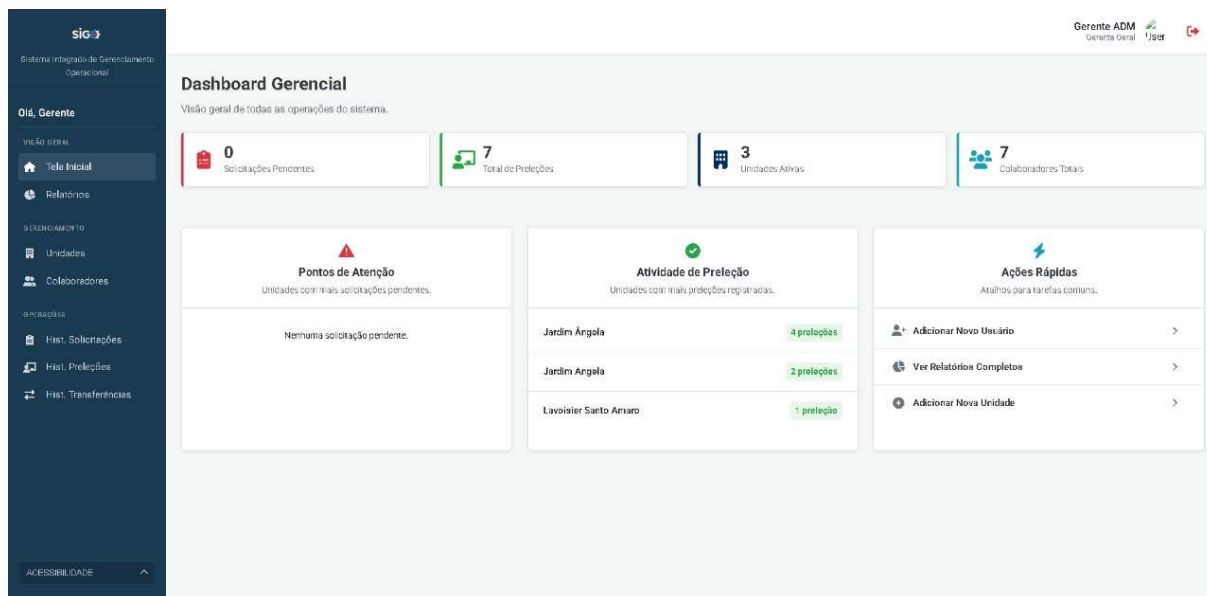 sigo
Sistema Integrado de Gerenciamento
Operacional
Olá, Gerente
VISÃO GERAL
Tela Inicial
Relatórios
GERENCIAMENTO
Unidades
Colaboradores
OPERAÇÕES
Hist. Solicitações
Hist. Preleções
Hist. Transferências
ACESSIBILIDADE
Gerente ADM
Gerente Geral
User
Dashboard Gerencial
Visão geral de todas as operações do sistema.
0
Solicitações Pendentes
7
Total de Preleções
3
Unidades Ativas
7
Colaboradores Totais
Pontos de Atenção
Unidades com mais solicitações pendentes.
Nenhuma solicitação pendente.
Atividade de Preleção
Unidades com mais preleções registradas.
Jardim Ângela 4 preleções
Jardim Angela 2 preleções
Lavoisier Santo Amaro 1 preleção
Ações Rápidas
Atalhos para tarefas comuns.
Adicionar Novo Usuário
Ver Relatórios Completos
Adicionar Nova Unidade